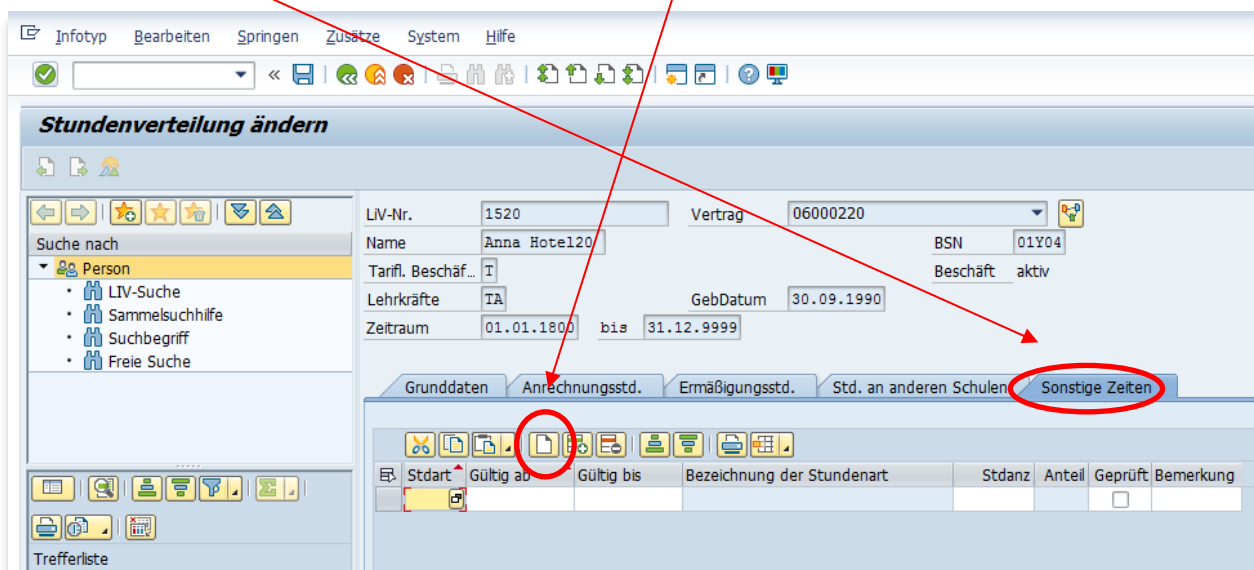 Infotyp Bearbeiten Springen Zusätze System Hilfe
Stundenverteilung ändern
LiV-Nr. 1520 Vertrag 06000220
Suche nach
Name Anna Hotel20 BSN 01Y04
Person
Tarifl. Beschäf... T Beschäft aktiv
LIV-Suche
Lehrkräfte TA GebDatum 30.09.1990
Sammelsuchhilfe
Zeitraum 01.01.1800 bis 31.12.9999
Suchbegriff
Freie Suche
Grunddaten Anrechnungsstd. Ermäßigungsstd. Std. an anderen Schulen Sonstige Zeiten
Stdart Gültig ab Gültig bis Bezeichnung der Stundenart Stdanz Anteil Geprüft Bemerkung
Trefferliste